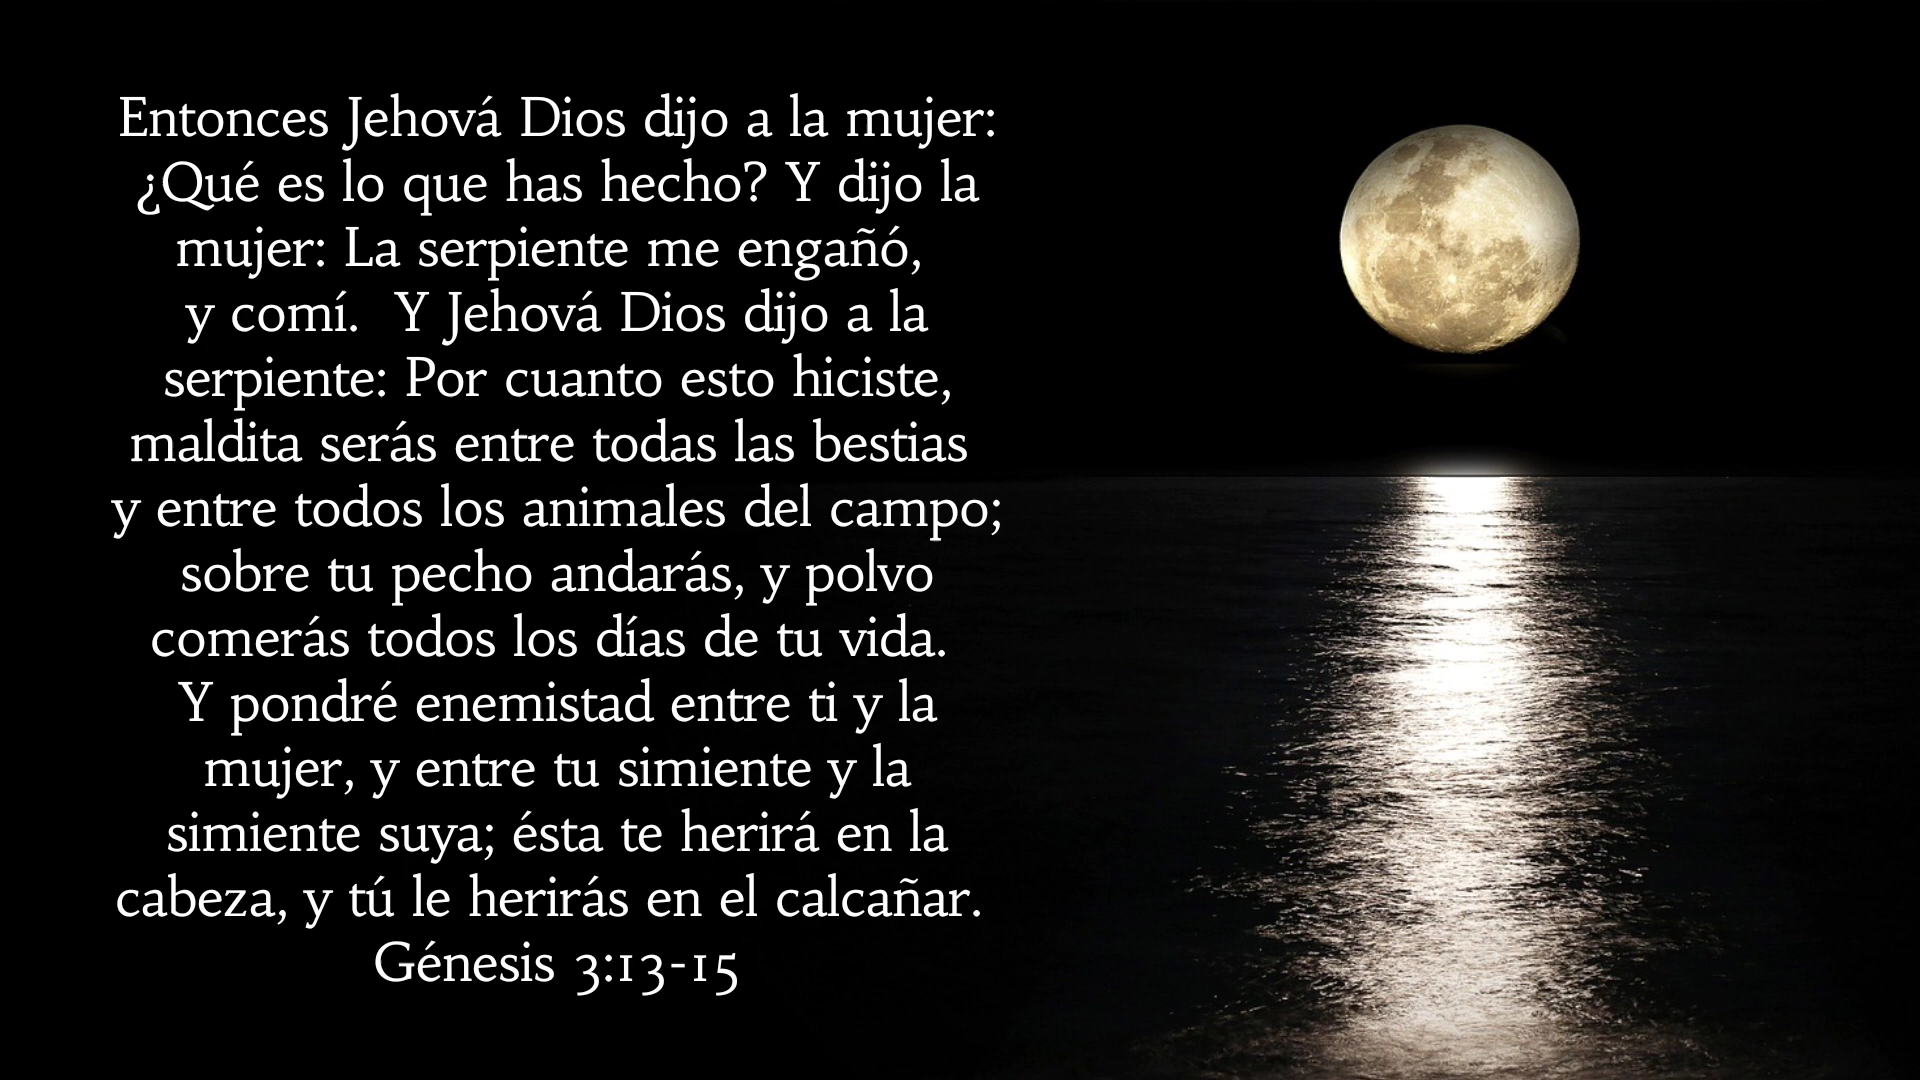 Entonces Jehová Dios dijo a la mujer:
¿Qué es lo que has hecho? Y dijo la
mujer: La serpiente me engañó,
y comí.  Y Jehová Dios dijo a la
serpiente: Por cuanto esto hiciste,
maldita serás entre todas las bestias
y entre todos los animales del campo;
sobre tu pecho andarás, y polvo
comerás todos los días de tu vida.
Y pondré enemistad entre ti y la
mujer, y entre tu simiente y la
simiente suya; ésta te herirá en la
cabeza, y tú le herirás en el calcañar.
Génesis 3:13-15